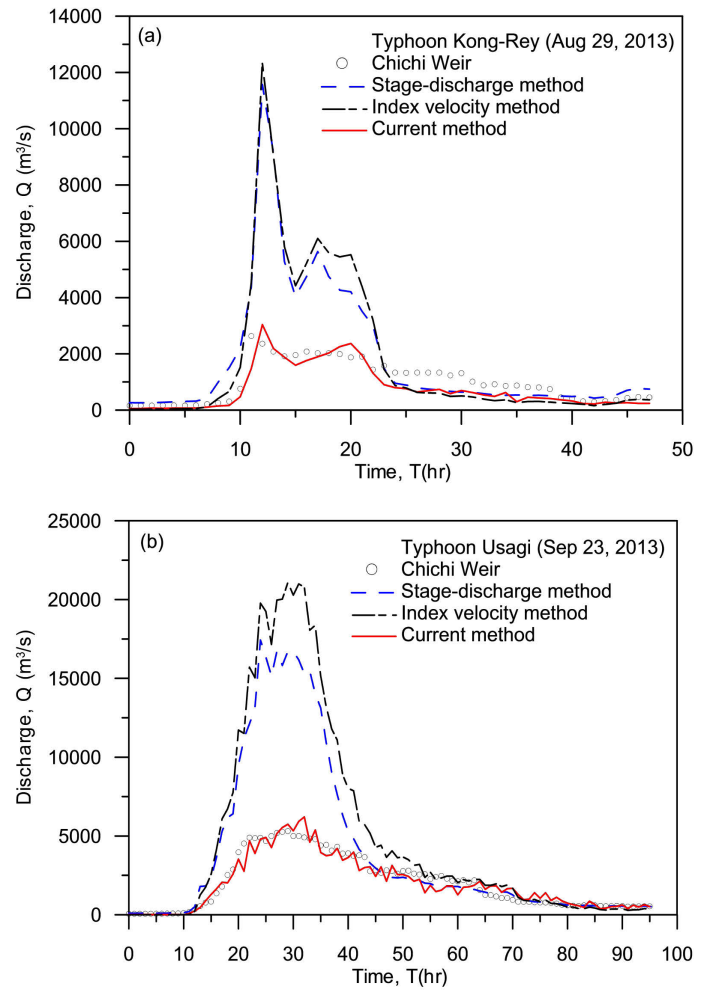 (a)
Typhoon Kong-Rey (Aug 29, 2013)
Chichi Weir
Stage-discharge method
Index velocity method
Current method
14000
12000
10000
8000
6000
4000
2000
0
Discharge, Q (m³/s)
0 10 20 30 40 50
Time, T(hr)
(b)
Typhoon Usagi (Sep 23, 2013)
Chichi Weir
Stage-discharge method
Index velocity method
Current method
25000
20000
15000
10000
5000
0
Discharge, Q (m³/s)
0 10 20 30 40 50 60 70 80 90 100
Time, T(hr)